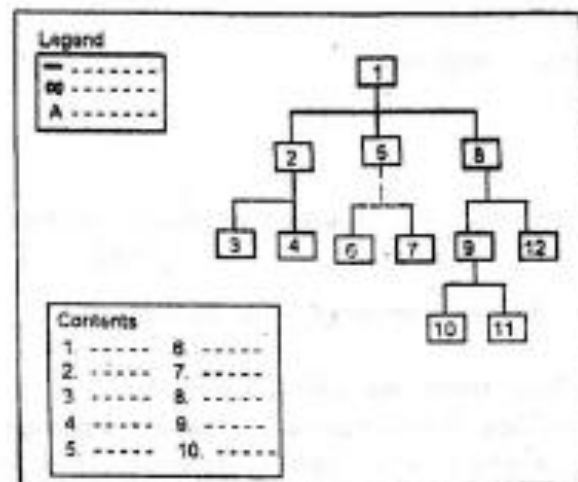 Legend
— - - - - - - - -
∞ - - - - - - - -
A - - - - - - - -
1
2 5 8
3 4 6 7 9 12
10 11
Contents
1. - - - - - 6. - - - - -
2. - - - - - 7. - - - - -
3 - - - - - 8. - - - - -
4 - - - - - 9. - - - - -
5. - - - - - 10. - - - - -